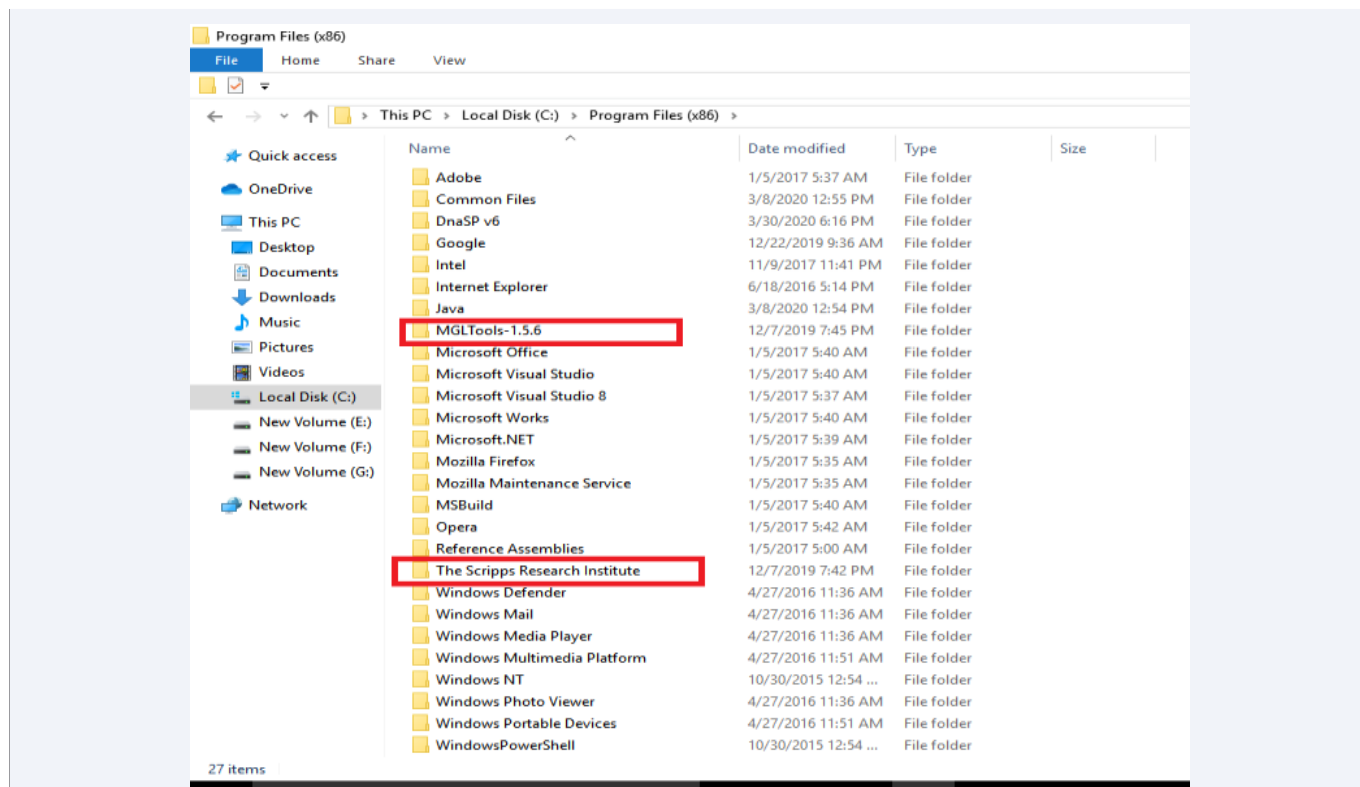 Program Files (x86)
File Home Share View
This PC > Local Disk (C:) > Program Files (x86) >
Quick access
OneDrive
This PC
Desktop
Documents
Downloads
Music
Pictures
Videos
Local Disk (C:)
New Volume (E:)
New Volume (F:)
New Volume (G:)
Network
Name Date modified Type Size
Adobe 1/5/2017 5:37 AM File folder
Common Files 3/8/2020 12:55 PM File folder
DnaSP v6 3/30/2020 6:16 PM File folder
Google 12/22/2019 9:36 AM File folder
Intel 11/9/2017 11:41 PM File folder
Internet Explorer 6/18/2016 5:14 PM File folder
Java 3/8/2020 12:54 PM File folder
MGLTools-1.5.6 12/7/2019 7:45 PM File folder
Microsoft Office 1/5/2017 5:40 AM File folder
Microsoft Visual Studio 1/5/2017 5:40 AM File folder
Microsoft Visual Studio 8 1/5/2017 5:37 AM File folder
Microsoft Works 1/5/2017 5:40 AM File folder
Microsoft.NET 1/5/2017 5:39 AM File folder
Mozilla Firefox 1/5/2017 5:35 AM File folder
Mozilla Maintenance Service 1/5/2017 5:35 AM File folder
MSBuild 1/5/2017 5:40 AM File folder
Opera 1/5/2017 5:42 AM File folder
Reference Assemblies 1/5/2017 5:00 AM File folder
The Scripps Research Institute 12/7/2019 7:42 PM File folder
Windows Defender 4/27/2016 11:36 AM File folder
Windows Mail 4/27/2016 11:36 AM File folder
Windows Media Player 4/27/2016 11:36 AM File folder
Windows Multimedia Platform 4/27/2016 11:51 AM File folder
Windows NT 10/30/2015 12:54 ... File folder
Windows Photo Viewer 4/27/2016 11:36 AM File folder
Windows Portable Devices 4/27/2016 11:51 AM File folder
WindowsPowerShell 10/30/2015 12:54 ... File folder
27 items